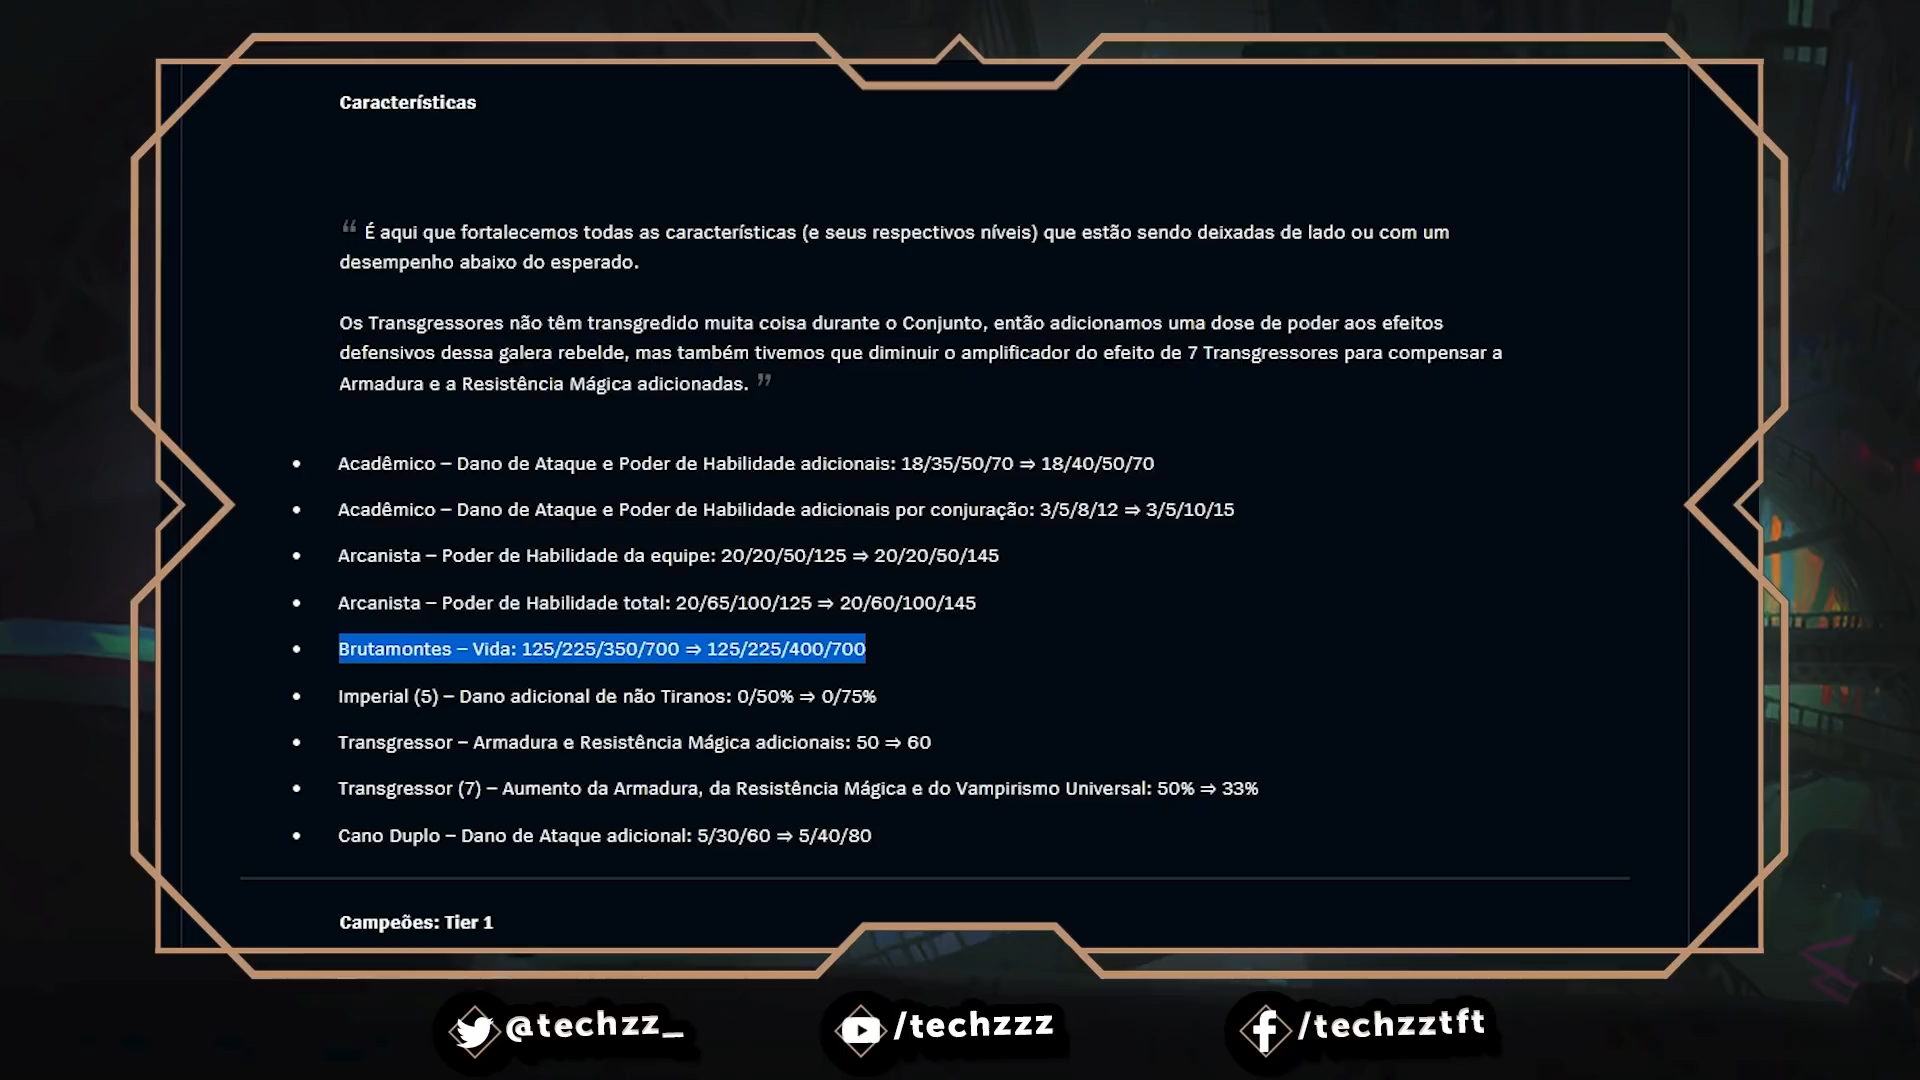 Características
“ É aqui que fortalecemos todas as características (e seus respectivos níveis) que estão sendo deixadas de lado ou com um
desempenho abaixo do esperado.
Os Transgressores não têm transgredido muita coisa durante o Conjunto, então adicionamos uma dose de poder aos efeitos
defensivos dessa galera rebelde, mas também tivemos que diminuir o amplificador do efeito de 7 Transgressores para compensar a
Armadura e a Resistência Mágica adicionadas. ”
• Acadêmico – Dano de Ataque e Poder de Habilidade adicionais: 18/35/50/70 ⇒ 18/40/50/70
• Acadêmico – Dano de Ataque e Poder de Habilidade adicionais por conjuração: 3/5/8/12 ⇒ 3/5/10/15
• Arcanista – Poder de Habilidade da equipe: 20/20/50/125 ⇒ 20/20/50/145
• Arcanista – Poder de Habilidade total: 20/65/100/125 ⇒ 20/60/100/145
• Brutamontes – Vida: 125/225/350/700 ⇒ 125/225/400/700
• Imperial (5) – Dano adicional de não Tiranos: 0/50% ⇒ 0/75%
• Transgressor – Armadura e Resistência Mágica adicionais: 50 ⇒ 60
• Transgressor (7) – Aumento da Armadura, da Resistência Mágica e do Vampirismo Universal: 50% ⇒ 33%
• Cano Duplo – Dano de Ataque adicional: 5/30/60 ⇒ 5/40/80
Campeões: Tier 1
@techzz_ /techzzz /techzztft